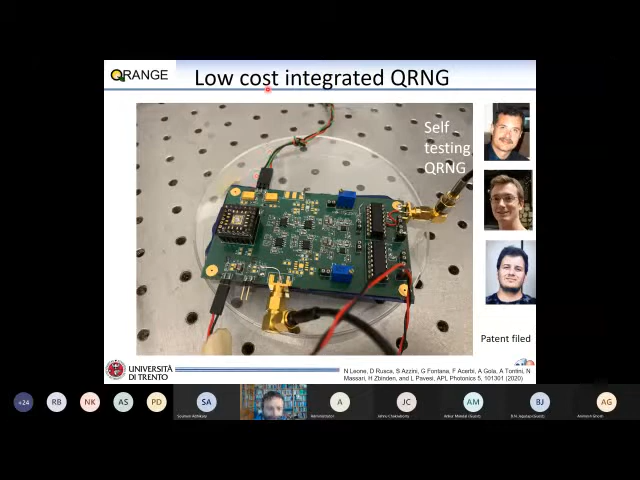 QRANGE
Low cost integrated QRNG
Self
testing
QRNG
Patent filed
UNIVERSITÀ
DI TRENTO
N Leone, D Rusca, S Azzini, G Fontana, F Acerbi, A Gola, A Tontini, N
Massari, H Zbinden, and L Pavesi, APL Photonics 5, 101301 (2020)
+24
RB
NK
AS
PD
SA
A
JC
AM
BJ
AG
Administrator